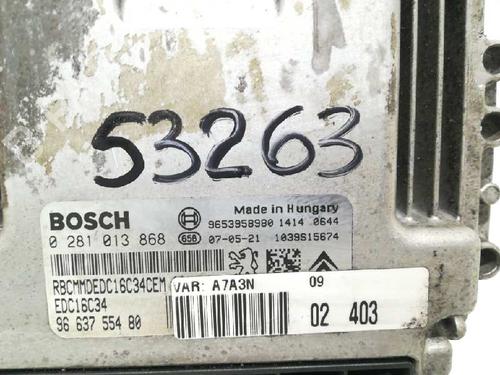 53263
BOSCH
Made in Hungary
9653958980 1414 0644
0 281 013 868 658 07-05-21 1039S15674
RBCMMDEDC16C34CEM
EDC16C34
96 637 554 80
VAR: A7A3N 09
02 403